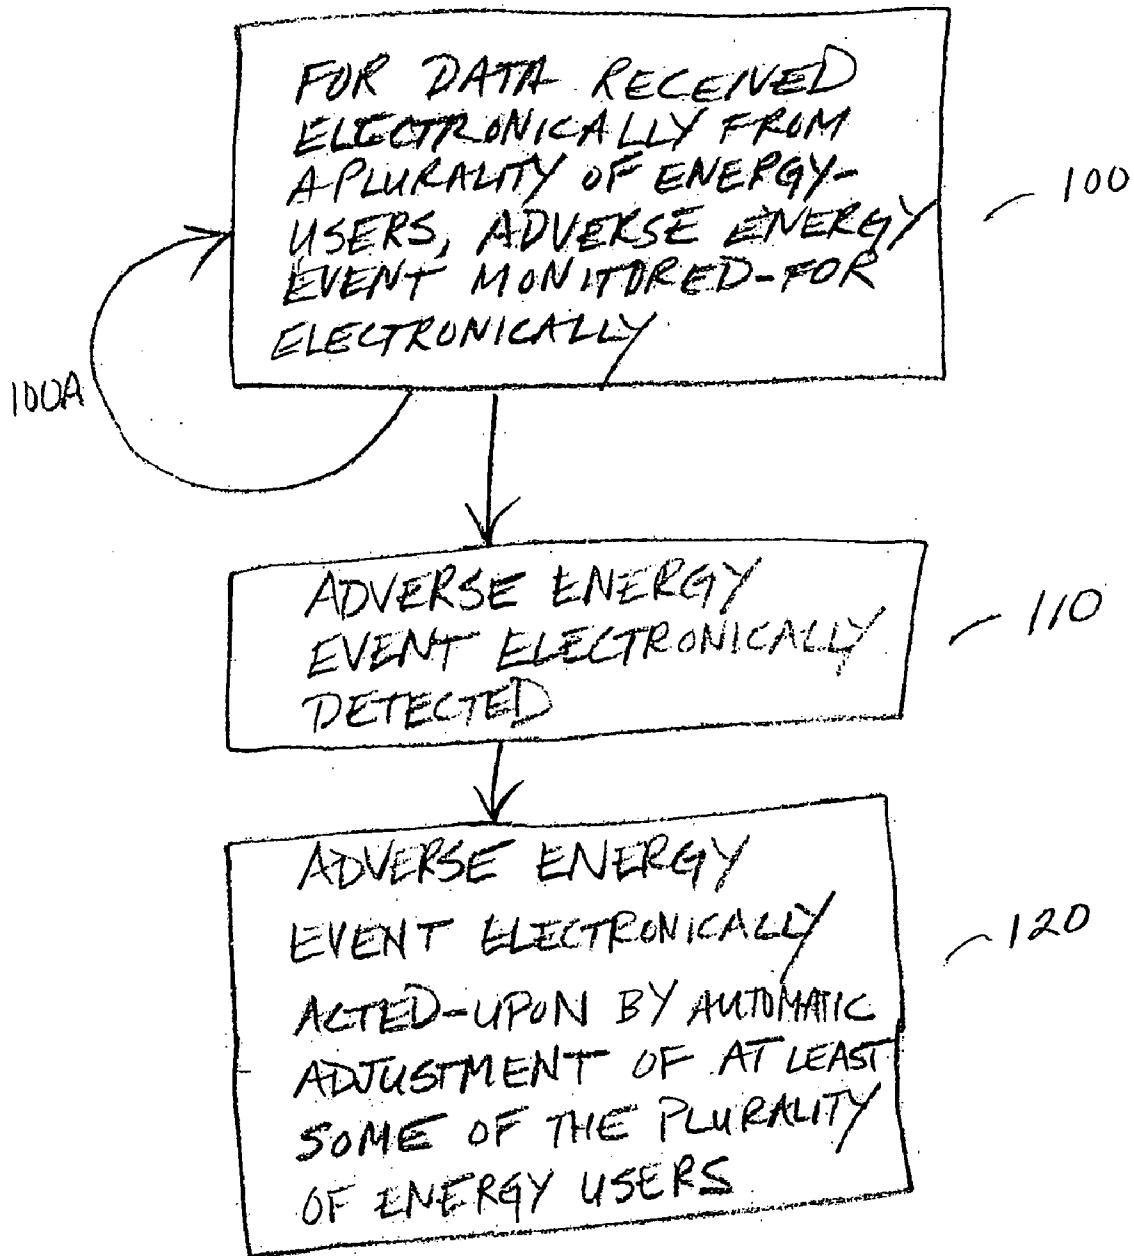 FOR DATA RECEIVED
ELECTRONICALLY FROM
A PLURALITY OF ENERGY-
USERS, ADVERSE ENERGY
EVENT MONITORED-FOR
ELECTRONICALLY
100
100A
ADVERSE ENERGY
EVENT ELECTRONICALLY
DETECTED
110
ADVERSE ENERGY
EVENT ELECTRONICALLY
ACTED-UPON BY AUTOMATIC
ADJUSTMENT OF AT LEAST
SOME OF THE PLURALITY
OF ENERGY USERS
120